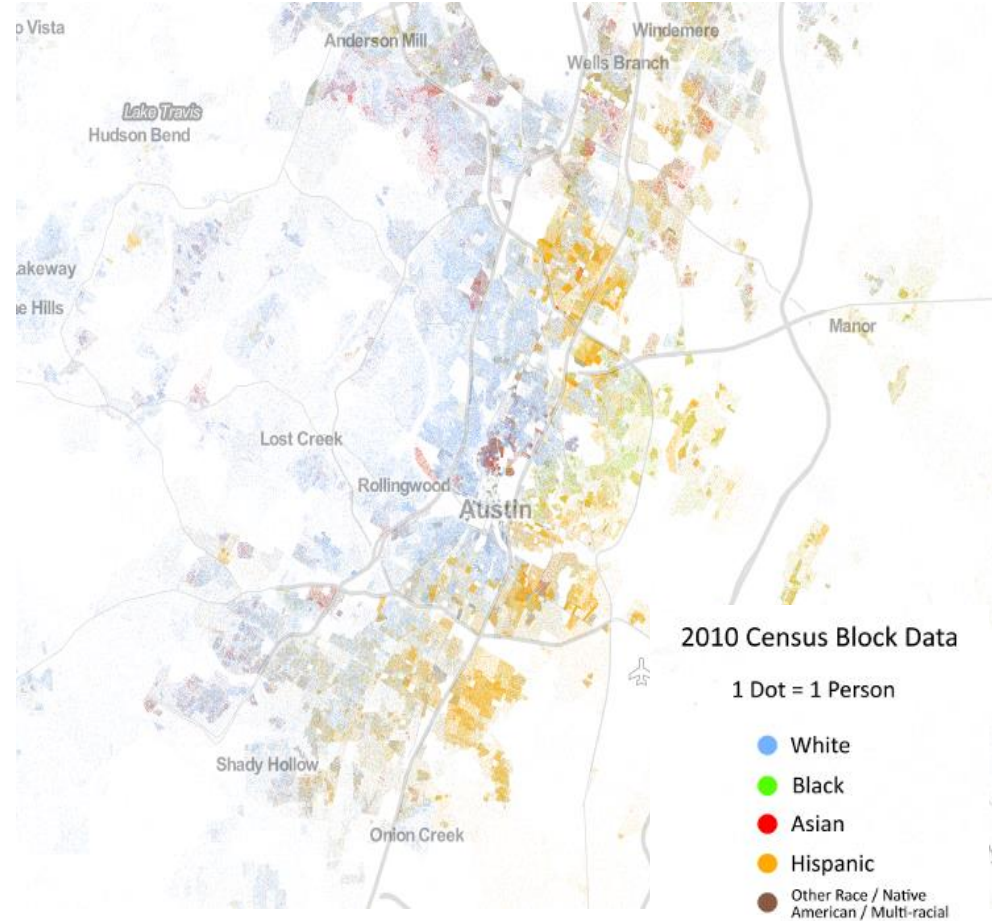 o Vista
Anderson Mill
Windemere
Wells Branch
Lake Travis
Hudson Bend
akeway
e Hills
Manor
Lost Creek
Rollingwood
Austin
Shady Hollow
Onion Creek
2010 Census Block Data
1 Dot = 1 Person
White
Black
Asian
Hispanic
Other Race / Native
American / Multi-racial